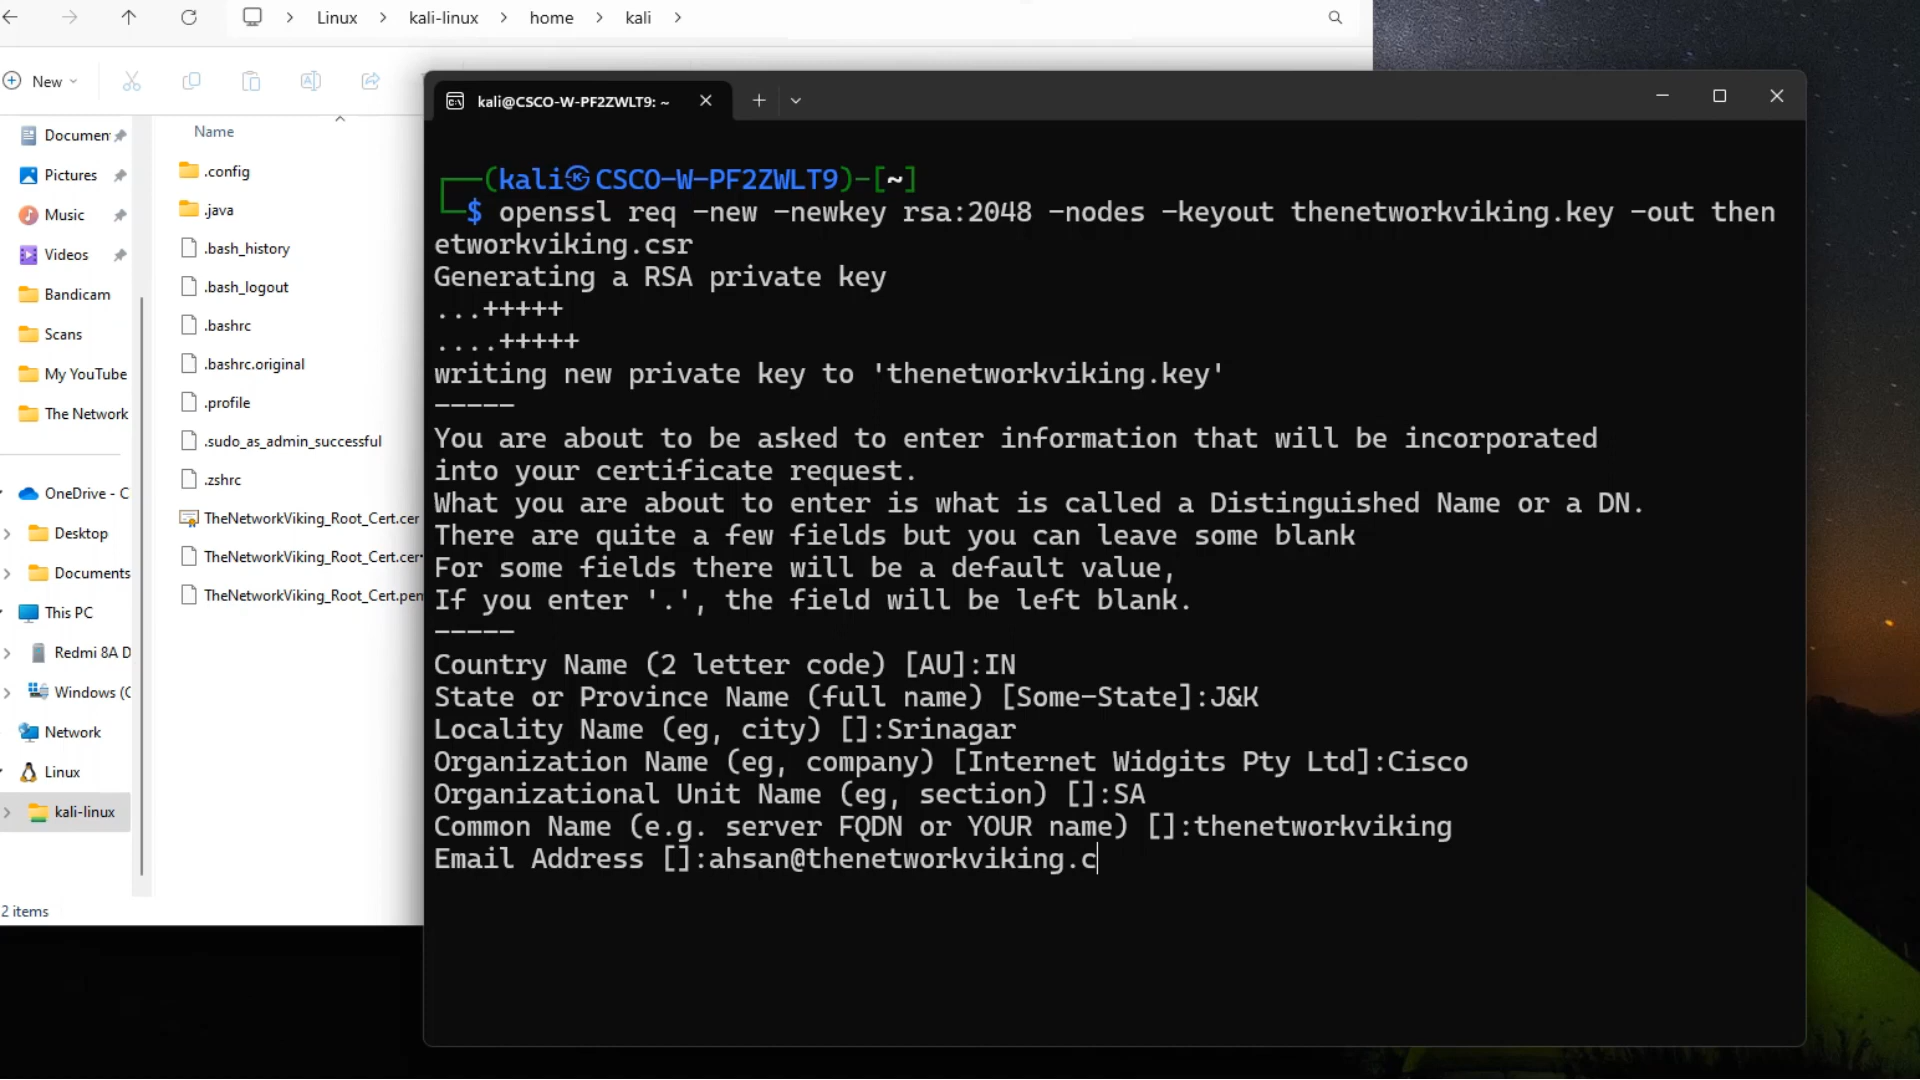 Linux > kali-linux > home > kali >
New
Name
Documen
Pictures
Music
Videos
Bandicam
Scans
My YouTube
The Network
OneDrive - C
Desktop
Documents
This PC
Redmi 8A D
Windows (C
Network
Linux
kali-linux
2 items
.config
.java
.bash_history
.bash_logout
.bashrc
.bashrc.original
.profile
.sudo_as_admin_successful
.zshrc
TheNetworkViking_Root_Cert.cer
TheNetworkViking_Root_Cert.cer
TheNetworkViking_Root_Cert.pen
kali@CSCO-W-PF2ZWLT9: ~
(kali㉿CSCO-W-PF2ZWLT9)-[~]
$ openssl req -new -newkey rsa:2048 -nodes -keyout thenetworkviking.key -out then
etworkviking.csr
Generating a RSA private key
...+++++
....+++++
writing new private key to 'thenetworkviking.key'
-----
You are about to be asked to enter information that will be incorporated
into your certificate request.
What you are about to enter is what is called a Distinguished Name or a DN.
There are quite a few fields but you can leave some blank
For some fields there will be a default value,
If you enter '.', the field will be left blank.
-----
Country Name (2 letter code) [AU]:IN
State or Province Name (full name) [Some-State]:J&K
Locality Name (eg, city) []:Srinagar
Organization Name (eg, company) [Internet Widgits Pty Ltd]:Cisco
Organizational Unit Name (eg, section) []:SA
Common Name (e.g. server FQDN or YOUR name) []:thenetworkviking
Email Address []:ahsan@thenetworkviking.c